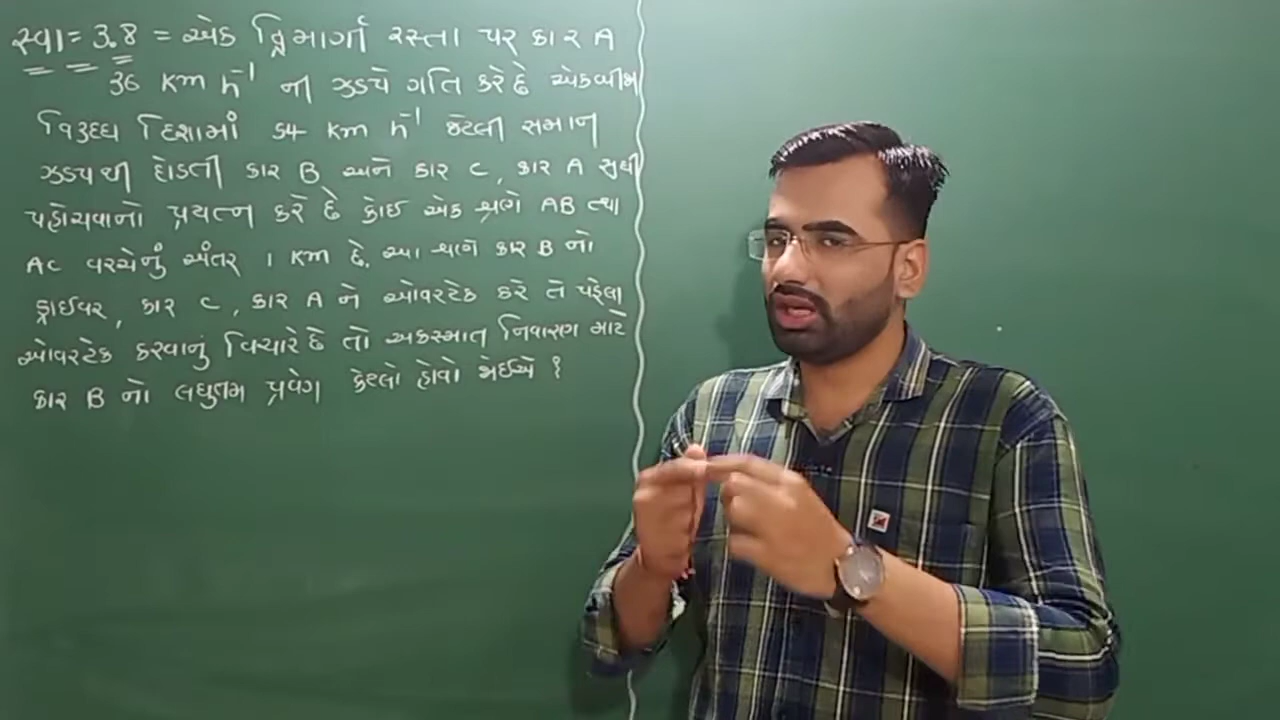 સ્વા = 3.8 = એક દ્વિમાર્ગી રસ્તા પર કાર A
36 km h⁻¹ ની ઝડપે ગતિ કરે છે એકબીજા
વિરુદ્ધ દિશામાં 54 km h⁻¹ જેટલી સમાન
ઝડપથી દોડતી કાર B અને કાર C, કાર A સુધી
પહોચવાનો પ્રયત્ન કરે છે કોઈ એક ક્ષણે AB તથા
AC વચ્ચેનું અંતર 1 km છે. આ ક્ષણે કાર B નો
ડ્રાઈવર, કાર C, કાર A ને ઓવરટેક કરે તે પહેલા
ઓવરટેક કરવાનું વિચારે છે તો અકસ્માત નિવારણ માટે
કાર B નો લઘુતમ પ્રવેગ કેટલો હોવો જોઈએ ?